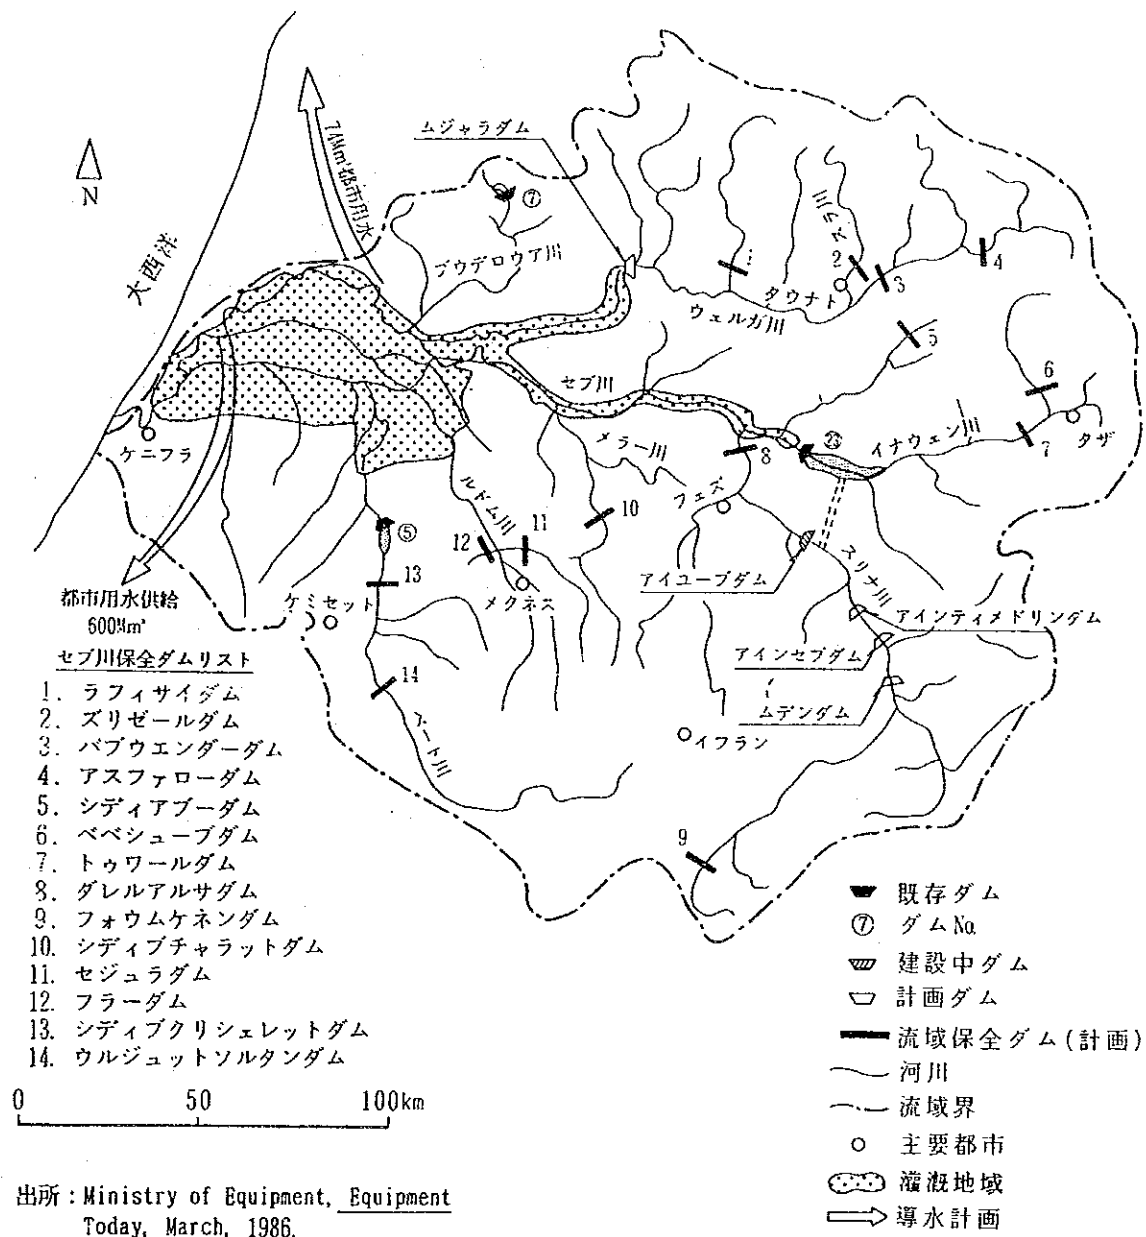 ムジャラダム
74Mm³都市用水
N
大西洋
⑦
ブウデロウア川
スラ川
1
2
3
4
タウナト
ウェルガ川
5
セブ川
6
メラー川
8
㉓
イナウェン川
7
タザ
ケニフラ
ルドム川
フェズ
10
11
12
⑤
13
メクネス
アイユーブダム
スリナ川
都市用水供給
600Mm³
ケミセット
アインティメドリンダム
アインセブダム
ムデンダム
14
イフラン
9
セブ川保全ダムリスト
1. ラフィサイダム
2. ズリゼールダム
3. バブウエンダーダム
4. アスファローダム
5. シディアブーダム
6. ベベシューブダム
7. トゥワールダム
8. ダレルアルサダム
9. フォウムケネンダム
10. シディブチャラットダム
11. セジュラダム
12. フラーダム
13. シディブクリシェレットダム
14. ウルジュットソルタンダム
既存ダム
⑦ ダム№
建設中ダム
計画ダム
流域保全ダム(計画)
河川
流域界
主要都市
灌漑地域
導水計画
0 50 100km
出所：Ministry of Equipment, Equipment
Today, March, 1986.